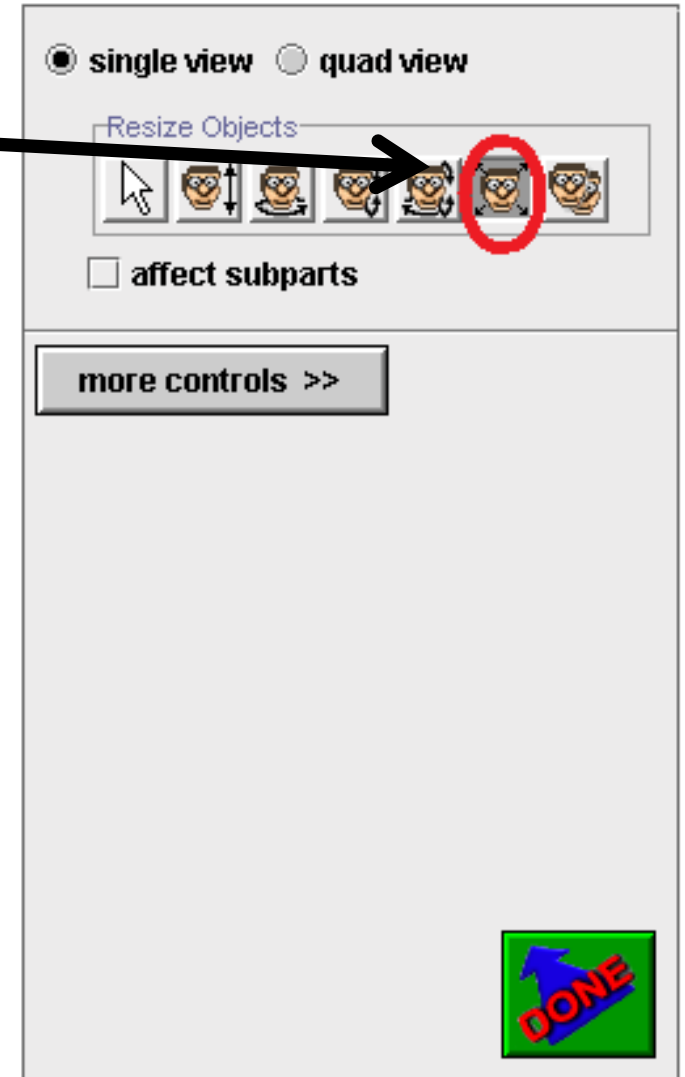 single view quad view
Resize Objects
affect subparts
more controls >>
DONE